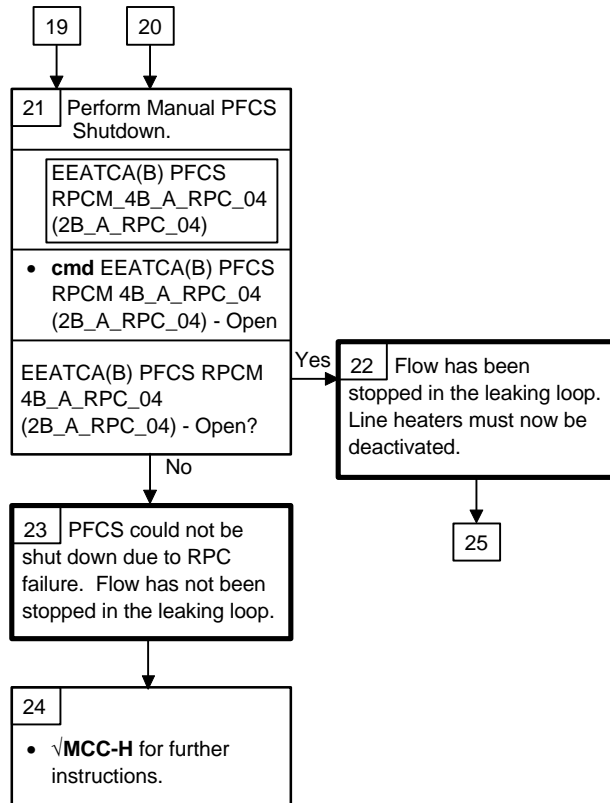 19
20
21 Perform Manual PFCS
Shutdown.
EEATCA(B) PFCS
RPCM_4B_A_RPC_04
(2B_A_RPC_04)
• cmd EEATCA(B) PFCS
RPCM 4B_A_RPC_04
(2B_A_RPC_04) - Open
EEATCA(B) PFCS RPCM
4B_A_RPC_04
(2B_A_RPC_04) - Open?
Yes
22 Flow has been
stopped in the leaking loop.
Line heaters must now be
deactivated.
25
No
23 PFCS could not be
shut down due to RPC
failure. Flow has not been
stopped in the leaking loop.
24
• √MCC-H for further
instructions.